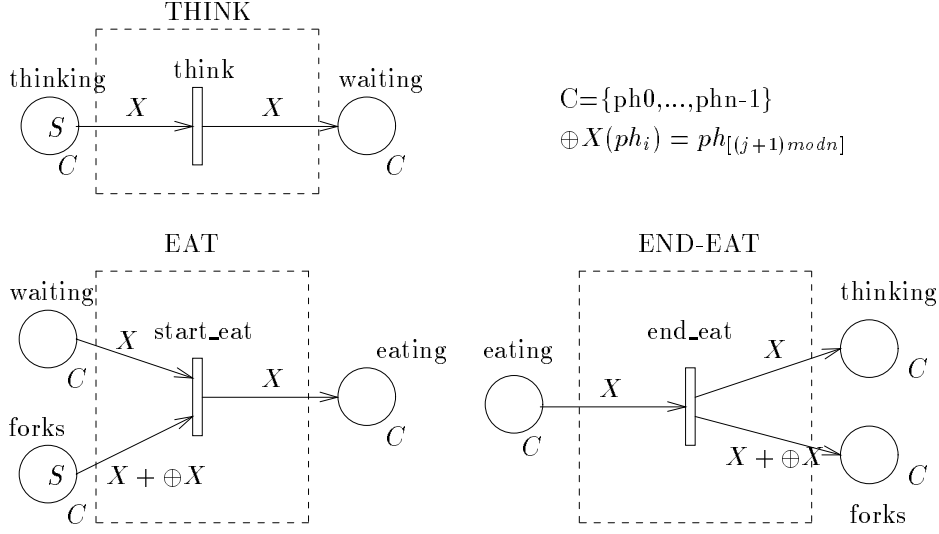 THINK
thinking
think
waiting
X
X
S
C
C
C={ph0,...,phn-1}
⊕X(ph_i) = ph_[(j+1)modn]
EAT
waiting
start_eat
eating
X
X
C
C
forks
S
X + ⊕X
C
END-EAT
thinking
end_eat
eating
X
X
C
C
X + ⊕X
C
forks